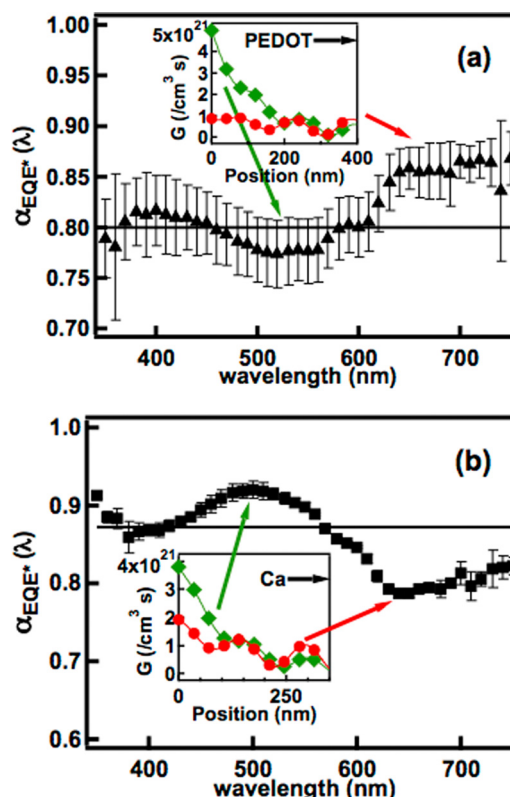 (a)
1.00
0.95
0.90
0.85
0.80
0.75
0.70
α_EQE*(λ)
400 500 600 700
wavelength (nm)
5x10^21
4
3
2
1
0
G (/cm^3 s)
PEDOT
0 200 400
Position (nm)
(b)
1.0
0.9
0.8
0.7
0.6
α_EQE*(λ)
4x10^21
3
2
1
0
G (/cm^3 s)
Ca
0 250
Position (nm)
400 500 600 700
wavelength (nm)